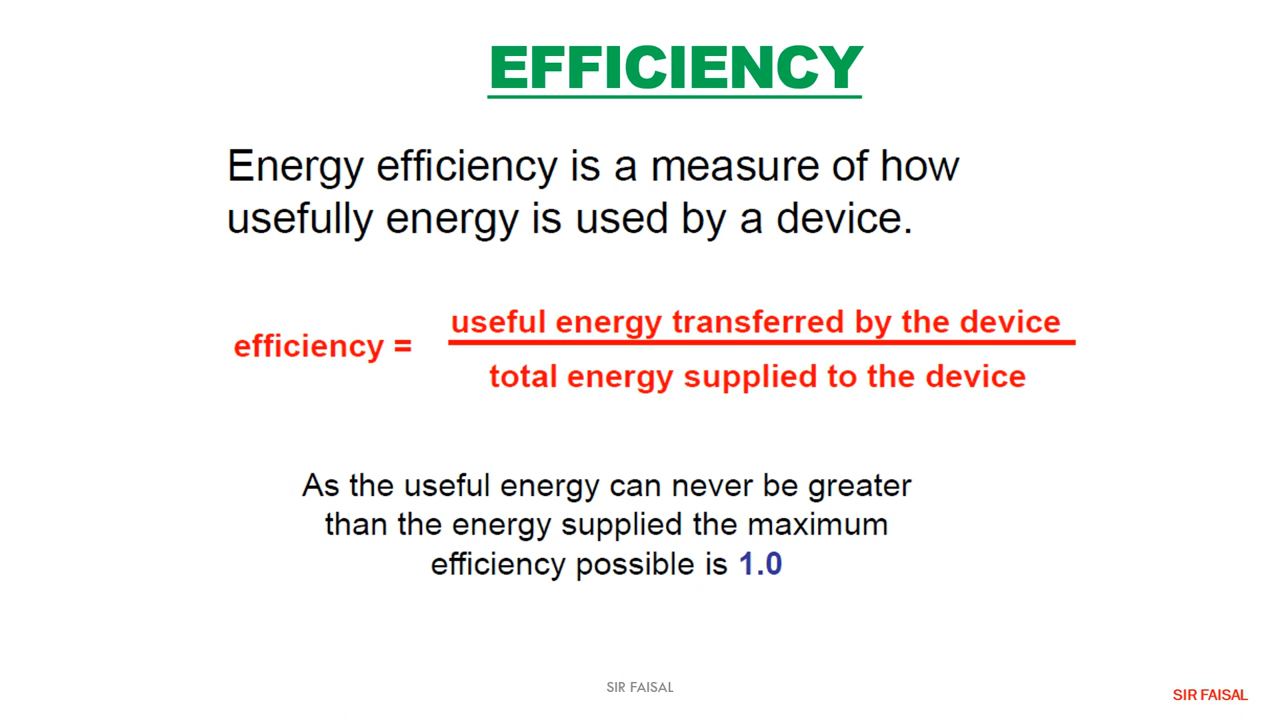 EFFICIENCY
Energy efficiency is a measure of how
usefully energy is used by a device.
useful energy transferred by the device
efficiency =
total energy supplied to the device
As the useful energy can never be greater
than the energy supplied the maximum
efficiency possible is 1.0
SIR FAISAL
SIR FAISAL